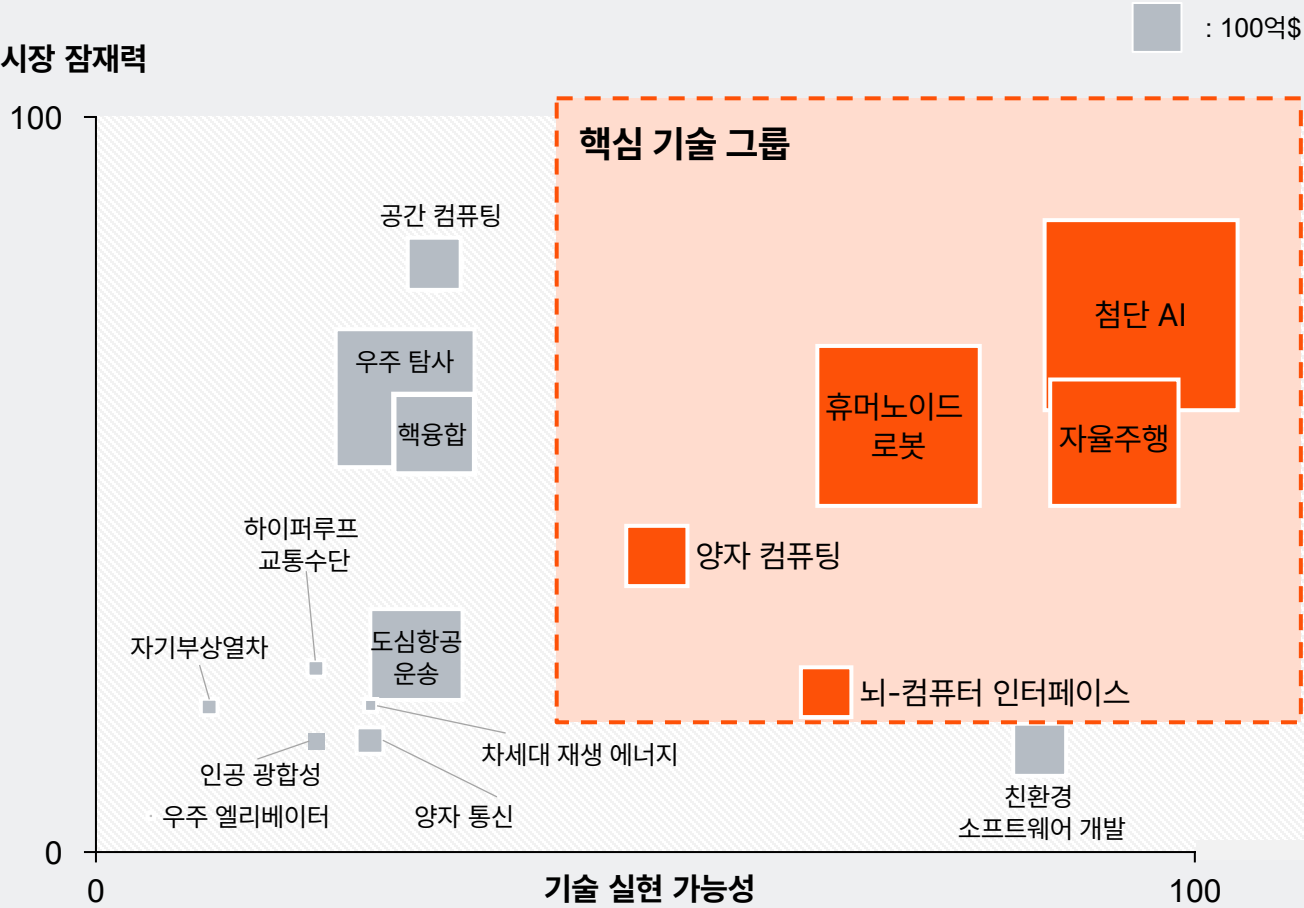 : 100억$
시장 잠재력
100
핵심 기술 그룹
공간 컴퓨팅
첨단 AI
우주 탐사
휴머노이드
로봇
핵융합
자율주행
하이퍼루프
교통수단
양자 컴퓨팅
자기부상열차
도심항공
운송
뇌-컴퓨터 인터페이스
차세대 재생 에너지
인공 광합성
우주 엘리베이터
양자 통신
친환경
소프트웨어 개발
0
0
기술 실현 가능성
100